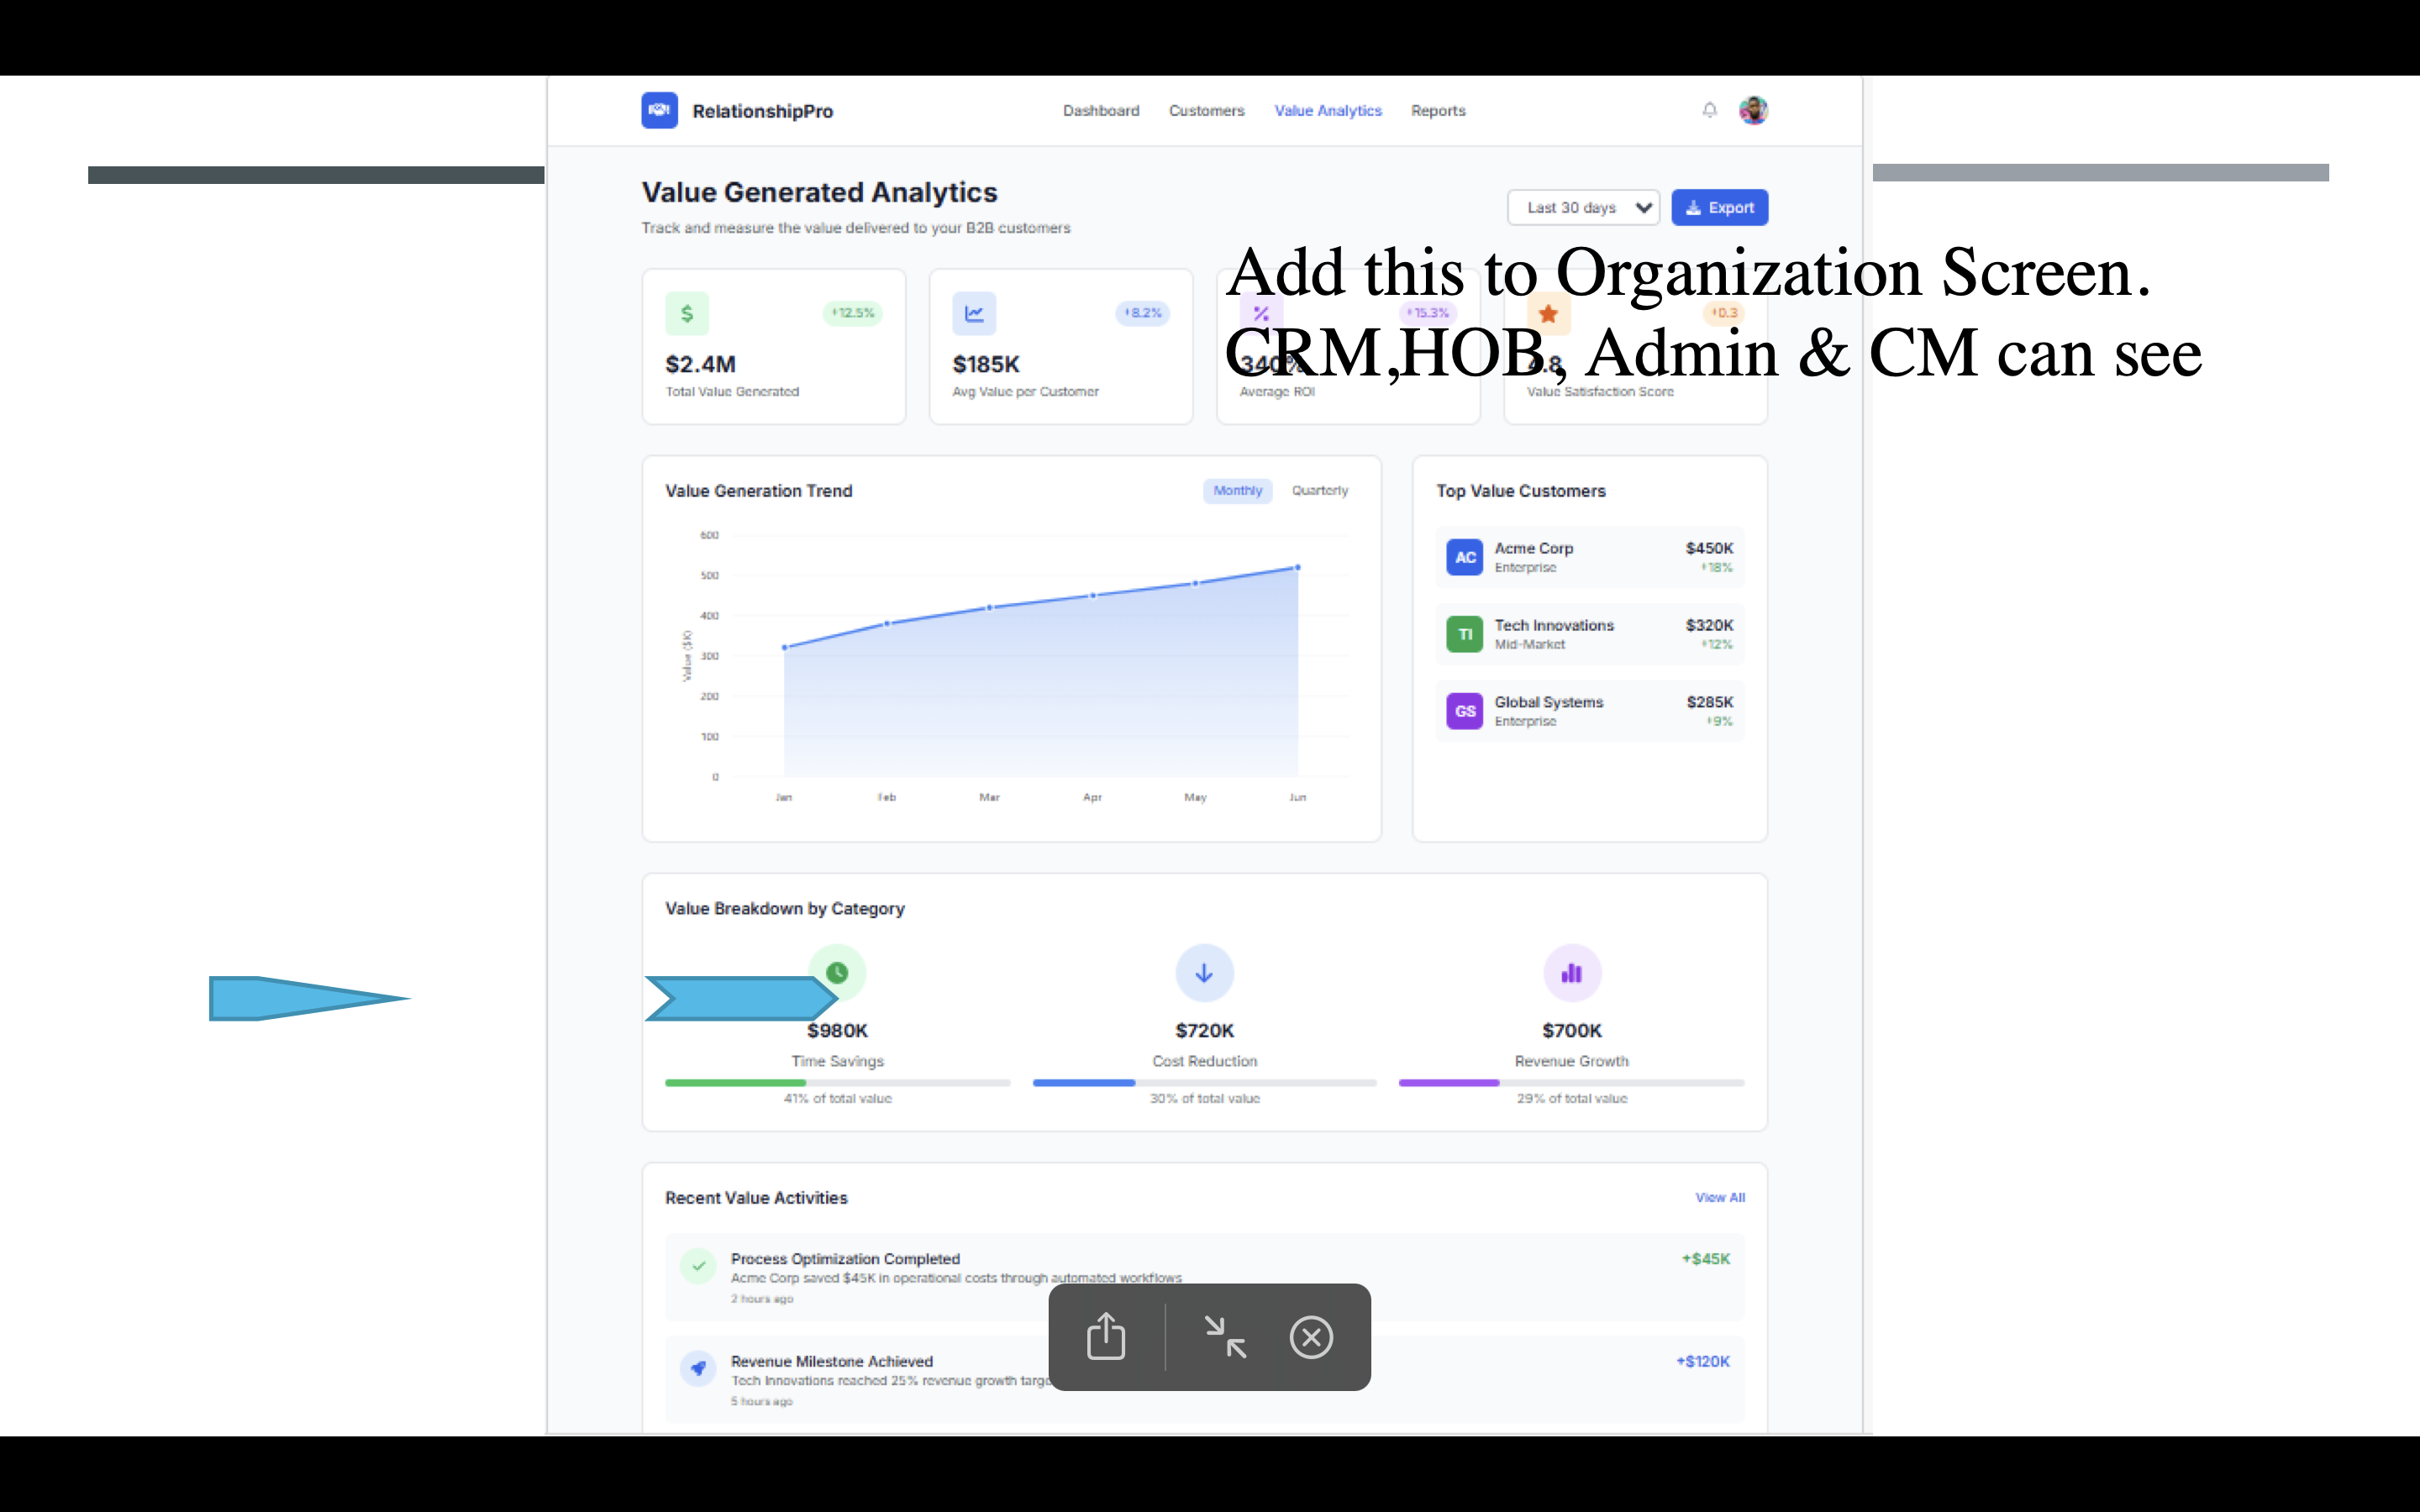 RelationshipPro
Dashboard Customers Value Analytics Reports
Value Generated Analytics
Track and measure the value delivered to your B2B customers
Last 30 days
Export
Add this to Organization Screen.
CRM,HOB, Admin & CM can see
$ +12.5%
$2.4M
Total Value Generated
+8.2%
$185K
Avg Value per Customer
% +15.3%
340%
Average ROI
+0.3
4.8
Value Satisfaction Score
Value Generation Trend
Monthly Quarterly
Value ($K)
600
500
400
300
200
100
0
Jan Feb Mar Apr May Jun
Top Value Customers
AC Acme Corp $450K
Enterprise +18%
TI Tech Innovations $320K
Mid-Market +12%
GS Global Systems $285K
Enterprise +9%
Value Breakdown by Category
$980K
Time Savings
41% of total value
$720K
Cost Reduction
30% of total value
$700K
Revenue Growth
29% of total value
Recent Value Activities
View All
Process Optimization Completed +$45K
Acme Corp saved $45K in operational costs through automated workflows
2 hours ago
Revenue Milestone Achieved +$120K
Tech Innovations reached 25% revenue growth
5 hours ago